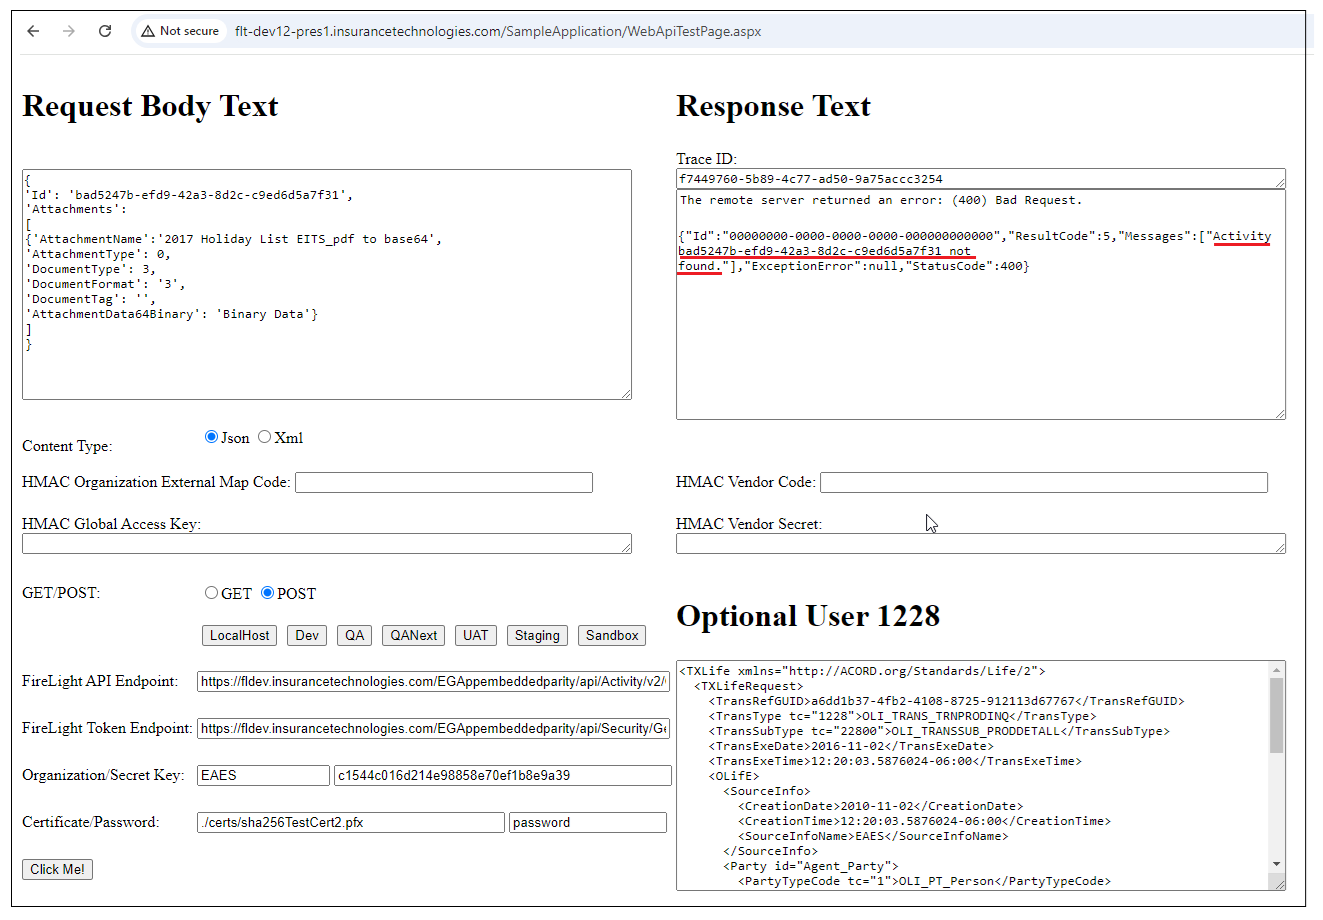 Not secure flt-dev12-pres1.insurancetechnologies.com/SampleApplication/WebApiTestPage.aspx
Request Body Text
{
'Id': 'bad5247b-efd9-42a3-8d2c-c9ed6d5a7f31',
'Attachments':
[
{'AttachmentName':'2017 Holiday List EITS_pdf to base64',
'AttachmentType': 0,
'DocumentType': 3,
'DocumentFormat': '3',
'DocumentTag': '',
'AttachmentData64Binary': 'Binary Data'}
]
}
Response Text
Trace ID:
f7449760-5b89-4c77-ad50-9a75accc3254
The remote server returned an error: (400) Bad Request.
{"Id":"00000000-0000-0000-0000-000000000000","ResultCode":5,"Messages":["Activity
bad5247b-efd9-42a3-8d2c-c9ed6d5a7f31 not
found."],"ExceptionError":null,"StatusCode":400}
Content Type: Json Xml
HMAC Organization External Map Code:
HMAC Vendor Code:
HMAC Global Access Key:
HMAC Vendor Secret:
GET/POST: GET POST
LocalHost Dev QA QANext UAT Staging Sandbox
FireLight API Endpoint: https://fldev.insurancetechnologies.com/EGAppembeddedparity/api/Activity/v2/
FireLight Token Endpoint: https://fldev.insurancetechnologies.com/EGAppembeddedparity/api/Security/Ge
Organization/Secret Key: EAES c1544c016d214e98858e70ef1b8e9a39
Certificate/Password: ./certs/sha256TestCert2.pfx password
Click Me!
Optional User 1228
<TXLife xmlns="http://ACORD.org/Standards/Life/2">
<TXLifeRequest>
<TransRefGUID>a6dd1b37-4fb2-4108-8725-912113d67767</TransRefGUID>
<TransType tc="1228">OLI_TRANS_TRNPRODINQ</TransType>
<TransSubType tc="22800">OLI_TRANSSUB_PRODDETALL</TransSubType>
<TransExeDate>2016-11-02</TransExeDate>
<TransExeTime>12:20:03.5876024-06:00</TransExeTime>
<OLifE>
<SourceInfo>
<CreationDate>2010-11-02</CreationDate>
<CreationTime>12:20:03.5876024-06:00</CreationTime>
<SourceInfoName>EAES</SourceInfoName>
</SourceInfo>
<Party id="Agent_Party">
<PartyTypeCode tc="1">OLI_PT_Person</PartyTypeCode>